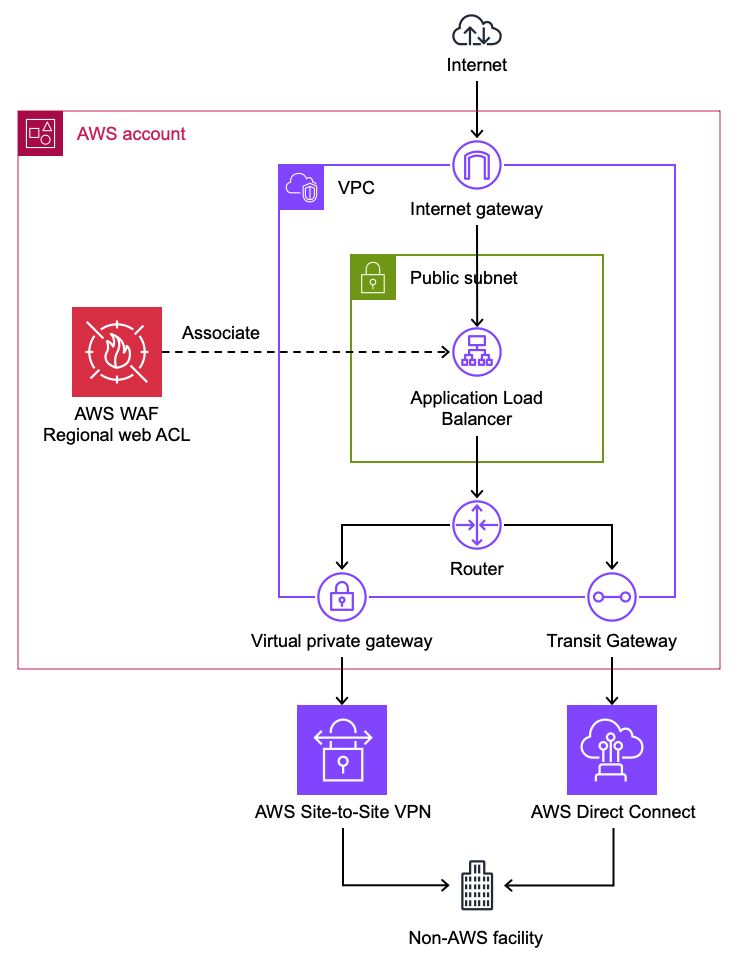 Internet
AWS account
VPC
Internet gateway
Public subnet
Associate
AWS WAF
Regional web ACL
Application Load
Balancer
Router
Virtual private gateway
Transit Gateway
AWS Site-to-Site VPN
AWS Direct Connect
Non-AWS facility